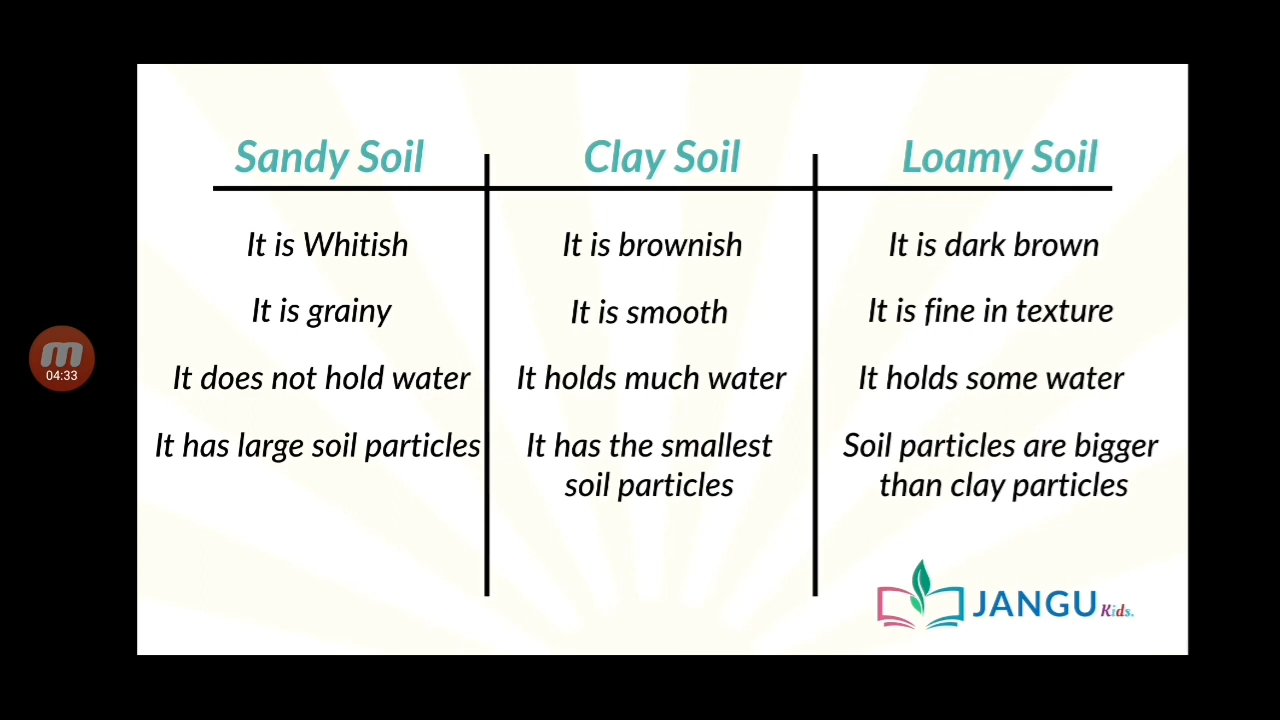 Sandy Soil
Clay Soil
Loamy Soil
It is Whitish
It is brownish
It is dark brown
It is grainy
It is smooth
It is fine in texture
It does not hold water
It holds much water
It holds some water
It has large soil particles
It has the smallest
soil particles
Soil particles are bigger
than clay particles
04:33
JANGU Kids.